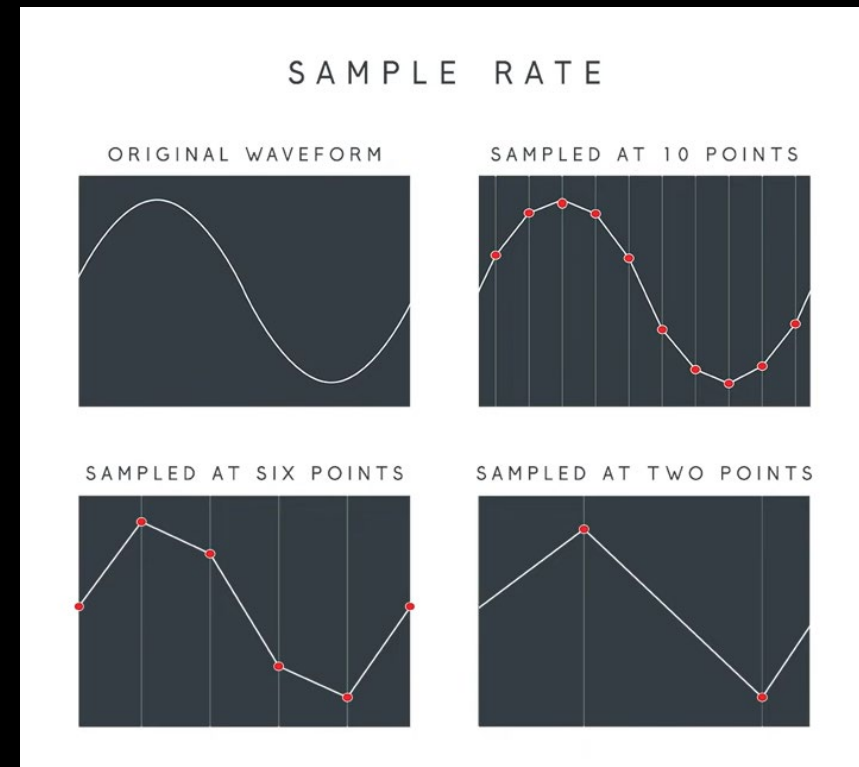 SAMPLE RATE
ORIGINAL WAVEFORM
SAMPLED AT 10 POINTS
SAMPLED AT SIX POINTS
SAMPLED AT TWO POINTS